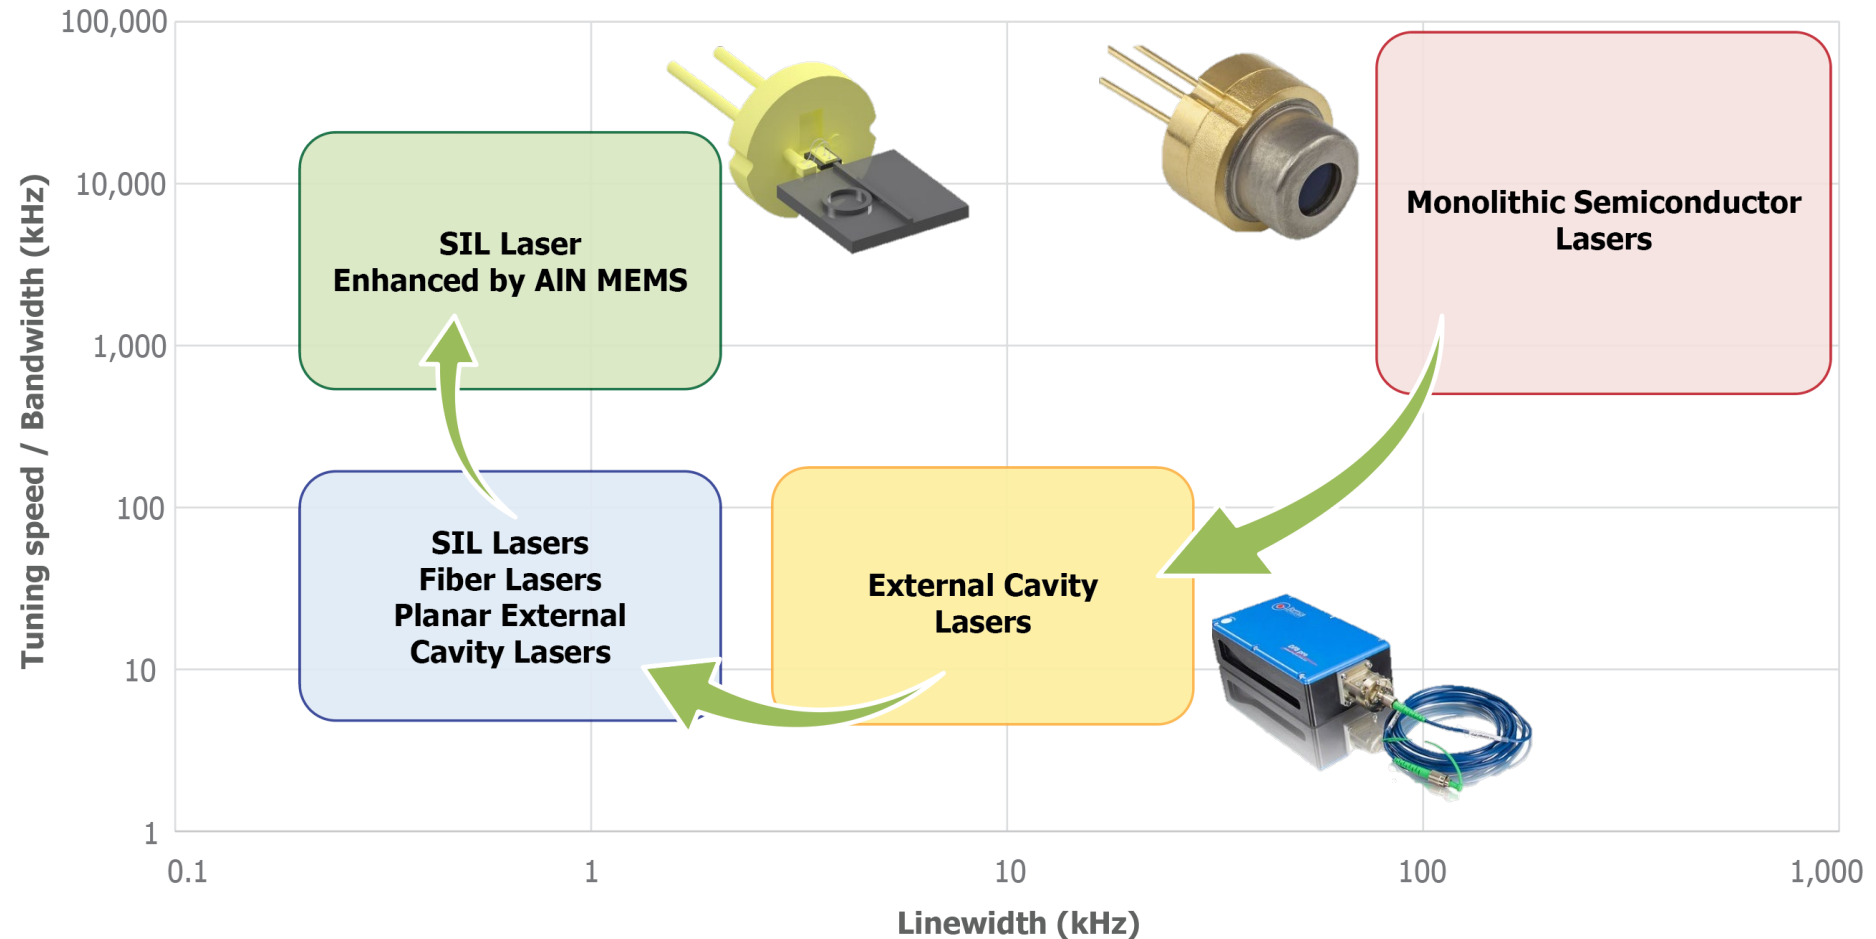 100,000
10,000
1,000
100
10
1
Tuning speed / Bandwidth (kHz)
SIL Laser
Enhanced by AlN MEMS
Monolithic Semiconductor
Lasers
SIL Lasers
Fiber Lasers
Planar External
Cavity Lasers
External Cavity
Lasers
0.1
1
10
100
1,000
Linewidth (kHz)